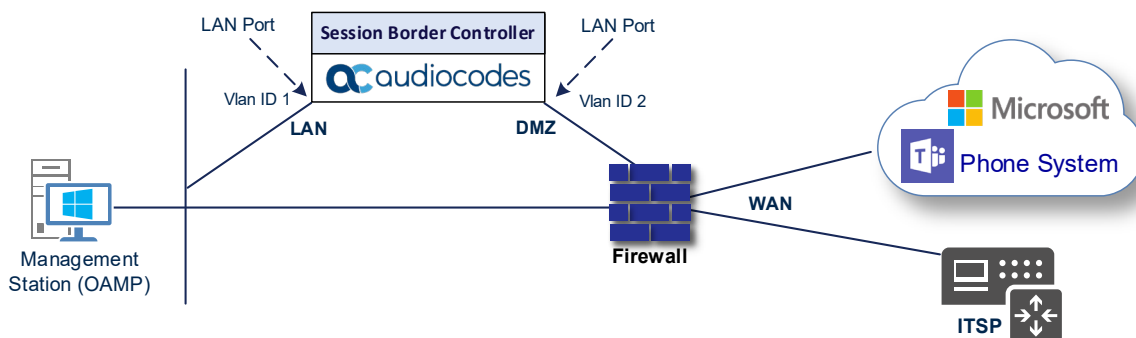 LAN Port
Session Border Controller
LAN Port
audiocodes
Vlan ID 1
Vlan ID 2
LAN
DMZ
Microsoft
T
Phone System
WAN
Firewall
Management
Station (OAMP)
ITSP